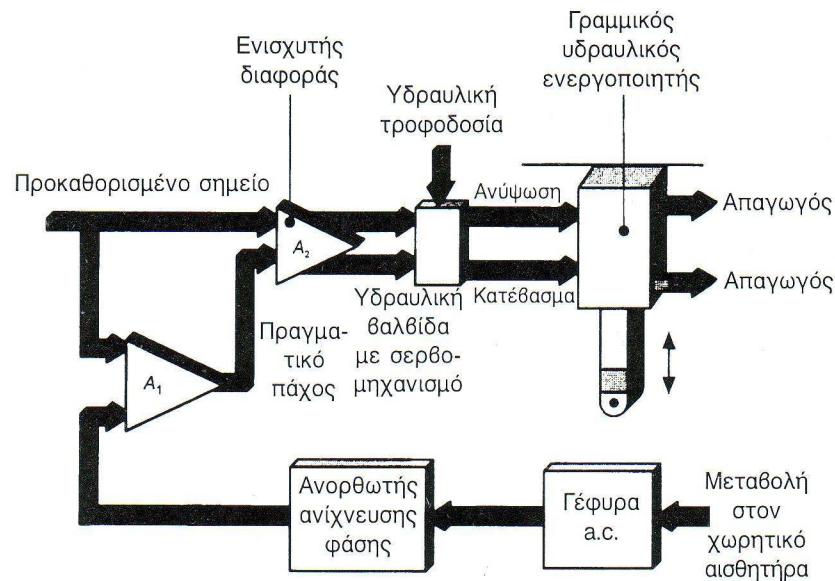 Ενισχυτής
διαφοράς
Γραμμικός
υδραυλικός
ενεργοποιητής
Υδραυλική
τροφοδοσία
Προκαθορισμένο σημείο
Ανύψωση
Απαγωγός
A2
Απαγωγός
Υδραυλική
βαλβίδα
με σερβο-
μηχανισμό
Κατέβασμα
Πραγμα-
τικό
πάχος
A1
Ανορθωτής
ανίχνευσης
φάσης
Γέφυρα
a.c.
Μεταβολή
στον
χωρητικό
αισθητήρα